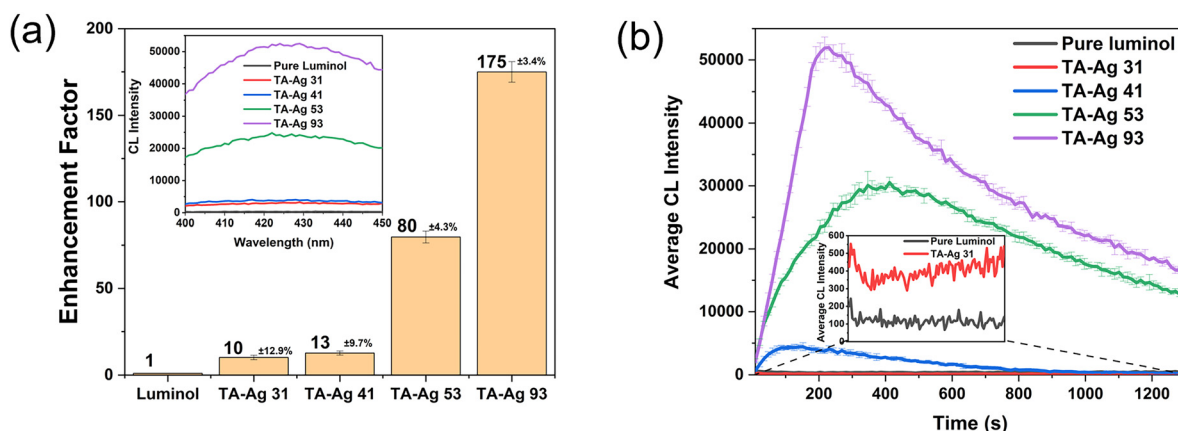 (a)
Enhancement Factor
200
150
100
50
0
1
10
±12.9%
13
±9.7%
80
±4.3%
175
±3.4%
Luminol
TA-Ag 31
TA-Ag 41
TA-Ag 53
TA-Ag 93
CL Intensity
50000
40000
30000
20000
10000
0
400
410
420
430
440
450
Wavelength (nm)
Pure Luminol
TA-Ag 31
TA-Ag 41
TA-Ag 53
TA-Ag 93
(b)
Average CL Intensity
50000
40000
30000
20000
10000
0
200
400
600
800
1000
1200
Time (s)
Pure luminol
TA-Ag 31
TA-Ag 41
TA-Ag 53
TA-Ag 93
Average CL Intensity
600
500
400
300
200
100
0
Pure Luminol
TA-Ag 31